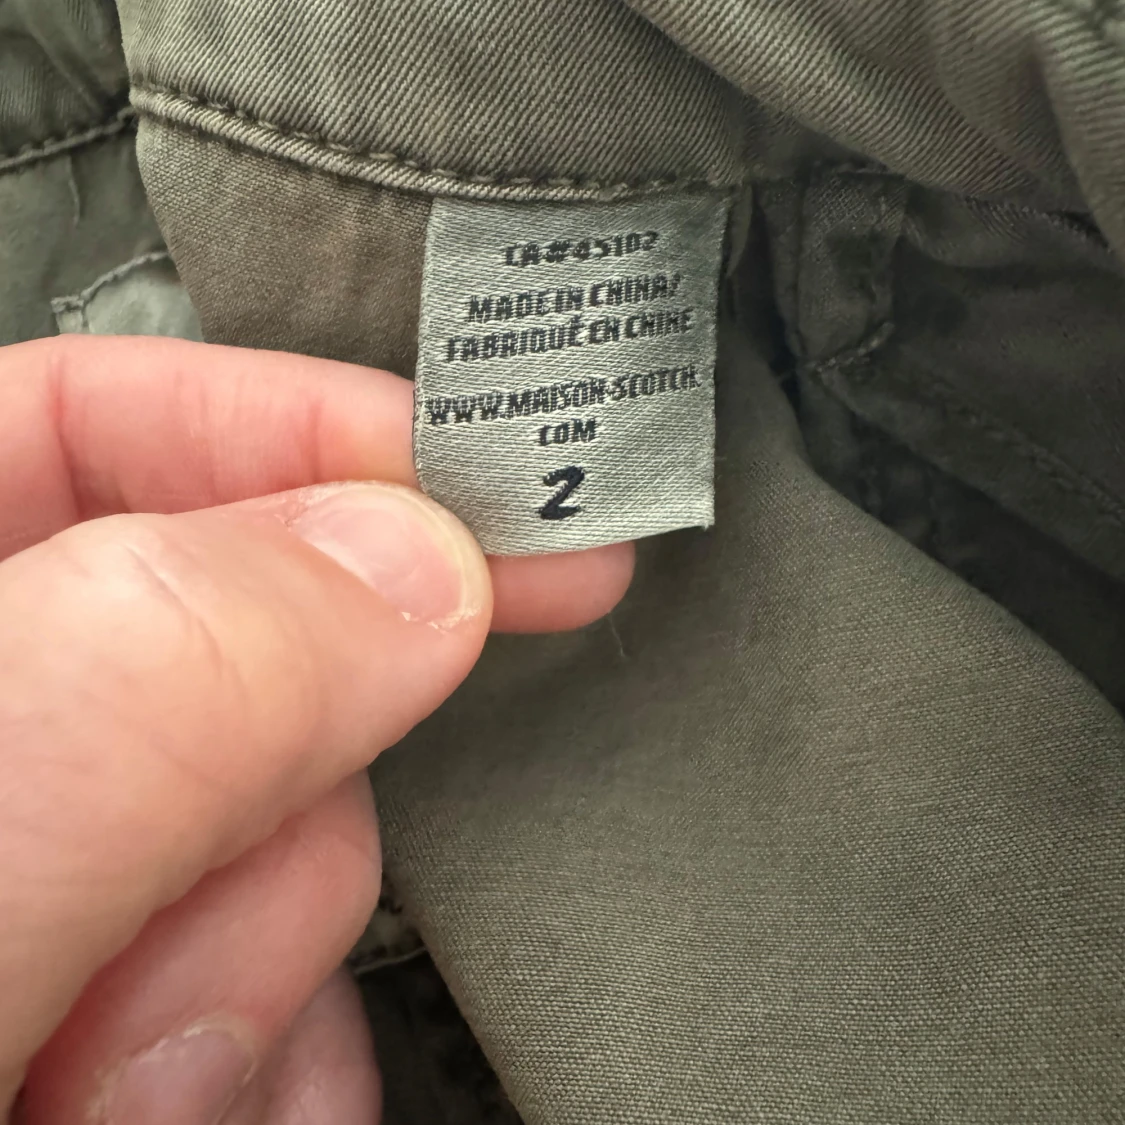 CA#45102
MADE IN CHINA/
FABRIQUÉ EN CHINE
WWW.MAISON-SCOTCH.
COM
2